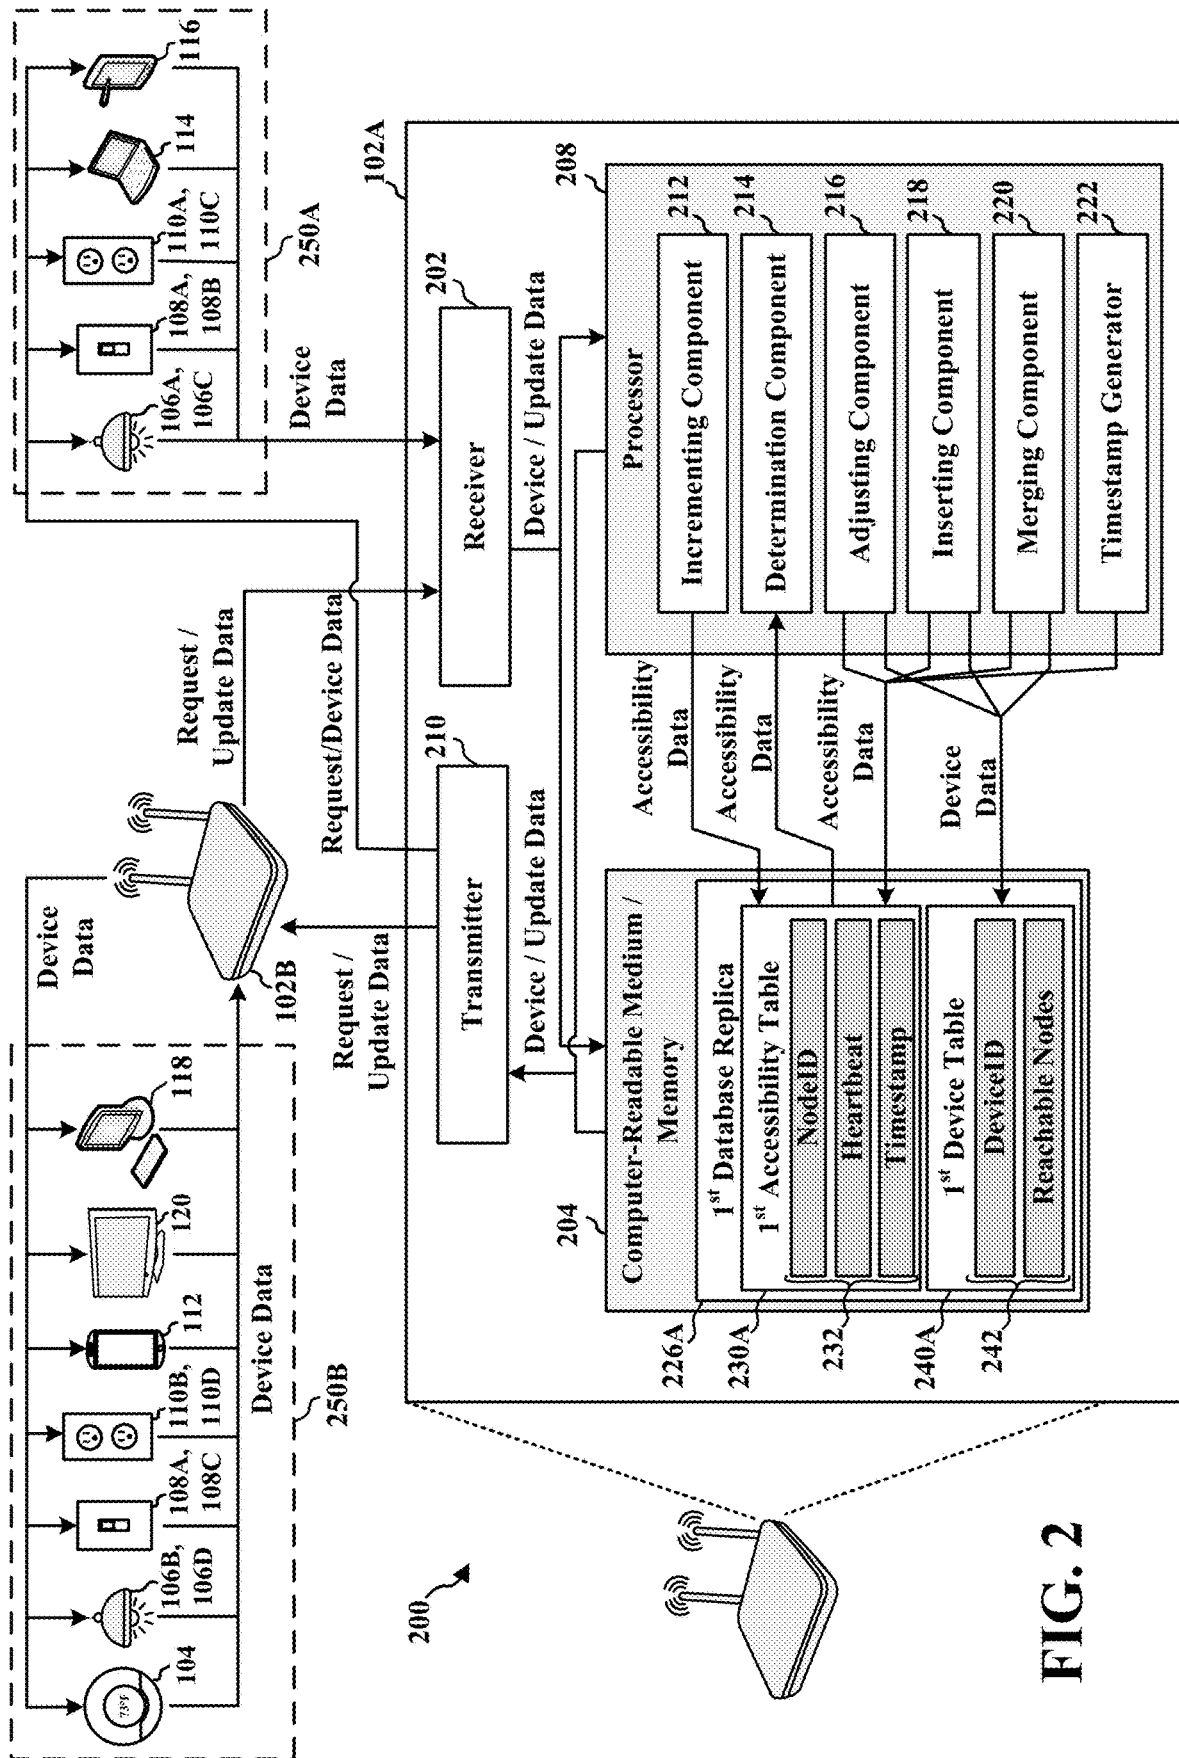 104
106B,
106D
108A,
108C
110B,
110D
112
120
118
250B
Device Data
Device
Data
102B
Request /
Update Data
Request /
Update Data
Request/Device Data
106A,
106C
108A,
108B
110A,
110C
114
116
250A
Device
Data
102A
200
Transmitter
210
Receiver
202
Device / Update Data
Device / Update Data
204
Computer-Readable Medium /
Memory
1st Database Replica
1st Accessibility Table
NodeID
Heartbeat
Timestamp
1st Device Table
DeviceID
Reachable Nodes
226A
230A
232
240A
242
Accessibility
Data
Accessibility
Data
Accessibility
Data
Device
Data
208
Processor
Incrementing Component
212
Determination Component
214
Adjusting Component
216
Inserting Component
218
Merging Component
220
Timestamp Generator
222
73°F
FIG. 2